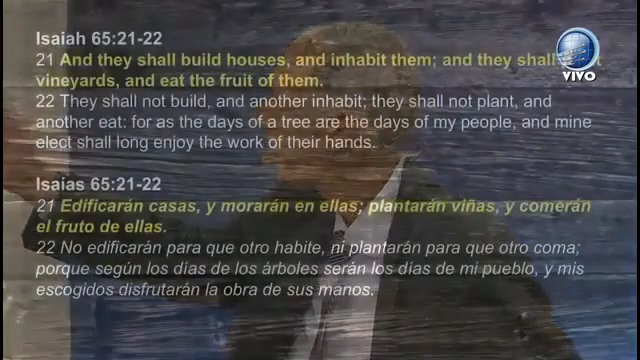 Isaiah 65:21-22
21 And they shall build houses, and inhabit them; and they shall
vineyards, and eat the fruit of them.
22 They shall not build, and another inhabit; they shall not plant, and
another eat: for as the days of a tree are the days of my people, and mine
elect shall long enjoy the work of their hands.
Isaías 65:21-22
21 Edificarán casas, y morarán en ellas; plantarán viñas, y comerán
el fruto de ellas.
22 No edificarán para que otro habite, ni plantarán para que otro coma;
porque según los días de los árboles serán los días de mi pueblo, y mis
escogidos disfrutarán la obra de sus manos.
VIVO